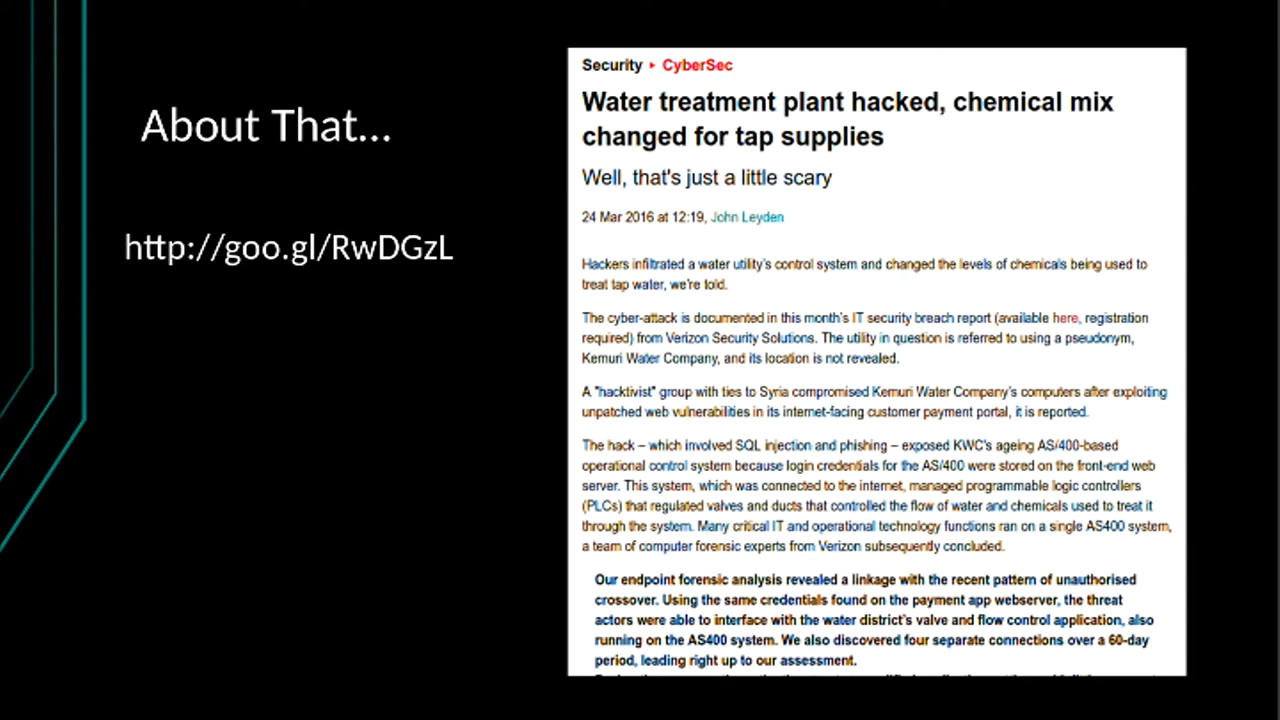 About That...
http://goo.gl/RwDGzL
Security ▸ CyberSec
Water treatment plant hacked, chemical mix
changed for tap supplies
Well, that's just a little scary
24 Mar 2016 at 12:19, John Leyden
Hackers infiltrated a water utility's control system and changed the levels of chemicals being used to
treat tap water, we're told.
The cyber-attack is documented in this month's IT security breach report (available here, registration
required) from Verizon Security Solutions. The utility in question is referred to using a pseudonym,
Kemuri Water Company, and its location is not revealed.
A "hacktivist" group with ties to Syria compromised Kemuri Water Company's computers after exploiting
unpatched web vulnerabilities in its internet-facing customer payment portal, it is reported.
The hack – which involved SQL injection and phishing – exposed KWC's ageing AS/400-based
operational control system because login credentials for the AS/400 were stored on the front-end web
server. This system, which was connected to the internet, managed programmable logic controllers
(PLCs) that regulated valves and ducts that controlled the flow of water and chemicals used to treat it
through the system. Many critical IT and operational technology functions ran on a single AS400 system,
a team of computer forensic experts from Verizon subsequently concluded.
Our endpoint forensic analysis revealed a linkage with the recent pattern of unauthorised
crossover. Using the same credentials found on the payment app webserver, the threat
actors were able to interface with the water district's valve and flow control application, also
running on the AS400 system. We also discovered four separate connections over a 60-day
period, leading right up to our assessment.